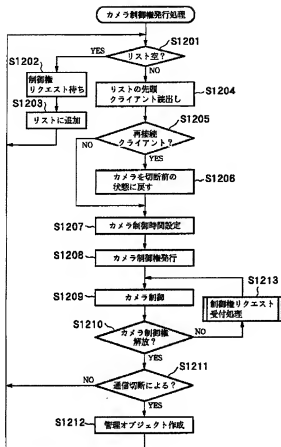 カメラ制御権発行処理
S1201
リスト空?
YES
NO
S1202
制御権
リクエスト待ち
S1203
リストに追加
S1204
リストの先頭
クライアント読出し
S1205
再接続
クライアント?
NO
YES
S1206
カメラを切断前の
状態に戻す
S1207
カメラ制御時間設定
S1208
カメラ制御権発行
S1209
カメラ制御
S1213
制御権リクエスト
受付処理
S1210
カメラ制御権
解放?
NO
YES
S1211
通信切断による?
NO
YES
S1212
管理オブジェクト作成